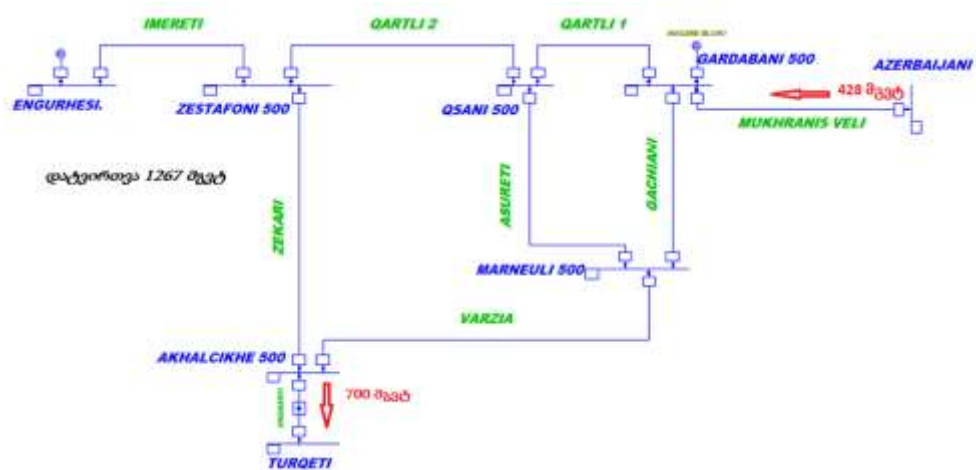 IMERETI
QARTLI 2
QARTLI 1
GARDABANI 500
AZERBAIJANI
ENGURHESI.
ZESTAFONI 500
QSANI 500
428 მგვტ
MUKHRANIS VELI
დატვირთვა 1267 მგვტ
ZEKARI
ASURETI
GACHIANI
MARNEULI 500
VARZIA
AKHALCIKHE 500
700 მგვტ
TURQETI